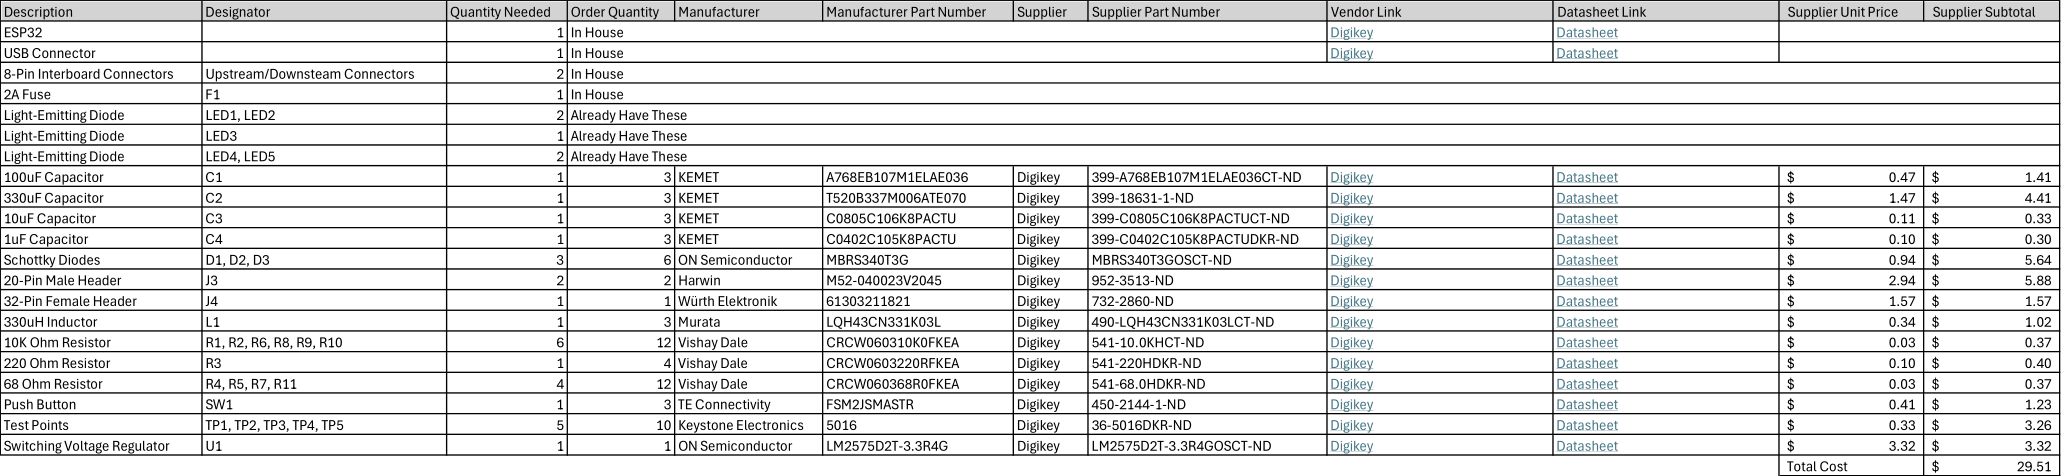 Description Designator Quantity Needed Order Quantity Manufacturer Manufacturer Part Number Supplier Supplier Part Number Vendor Link Datasheet Link Supplier Unit Price Supplier Subtotal
ESP32 1 In House Digikey Datasheet
USB Connector 1 In House Digikey Datasheet
8-Pin Interboard Connectors Upstream/Downsteam Connectors 2 In House
2A Fuse F1 1 In House
Light-Emitting Diode LED1, LED2 2 Already Have These
Light-Emitting Diode LED3 1 Already Have These
Light-Emitting Diode LED4, LED5 2 Already Have These
100uF Capacitor C1 1 3 KEMET A768EB107M1ELAE036 Digikey 399-A768EB107M1ELAE036CT-ND Digikey Datasheet $ 0.47 $ 1.41
330uF Capacitor C2 1 3 KEMET T520B337M006ATE070 Digikey 399-18631-1-ND Digikey Datasheet $ 1.47 $ 4.41
10uF Capacitor C3 1 3 KEMET C0805C106K8PACTU Digikey 399-C0805C106K8PACTUCT-ND Digikey Datasheet $ 0.11 $ 0.33
1uF Capacitor C4 1 3 KEMET C0402C105K8PACTU Digikey 399-C0402C105K8PACTUDKR-ND Digikey Datasheet $ 0.10 $ 0.30
Schottky Diodes D1, D2, D3 3 6 ON Semiconductor MBRS340T3G Digikey MBRS340T3GOSCT-ND Digikey Datasheet $ 0.94 $ 5.64
20-Pin Male Header J3 2 2 Harwin M52-040023V2045 Digikey 952-3513-ND Digikey Datasheet $ 2.94 $ 5.88
32-Pin Female Header J4 1 1 Würth Elektronik 61303211821 Digikey 732-2860-ND Digikey Datasheet $ 1.57 $ 1.57
330uH Inductor L1 1 3 Murata LQH43CN331K03L Digikey 490-LQH43CN331K03LCT-ND Digikey Datasheet $ 0.34 $ 1.02
10K Ohm Resistor R1, R2, R6, R8, R9, R10 6 12 Vishay Dale CRCW060310K0FKEA Digikey 541-10.0KHCT-ND Digikey Datasheet $ 0.03 $ 0.37
220 Ohm Resistor R3 1 4 Vishay Dale CRCW0603220RFKEA Digikey 541-220HDKR-ND Digikey Datasheet $ 0.10 $ 0.40
68 Ohm Resistor R4, R5, R7, R11 4 12 Vishay Dale CRCW060368R0FKEA Digikey 541-68.0HDKR-ND Digikey Datasheet $ 0.03 $ 0.37
Push Button SW1 1 3 TE Connectivity FSM2JSMASTR Digikey 450-2144-1-ND Digikey Datasheet $ 0.41 $ 1.23
Test Points TP1, TP2, TP3, TP4, TP5 5 10 Keystone Electronics 5016 Digikey 36-5016DKR-ND Digikey Datasheet $ 0.33 $ 3.26
Switching Voltage Regulator U1 1 1 ON Semiconductor LM2575D2T-3.3R4G Digikey LM2575D2T-3.3R4GOSCT-ND Digikey Datasheet $ 3.32 $ 3.32
Total Cost $ 29.51